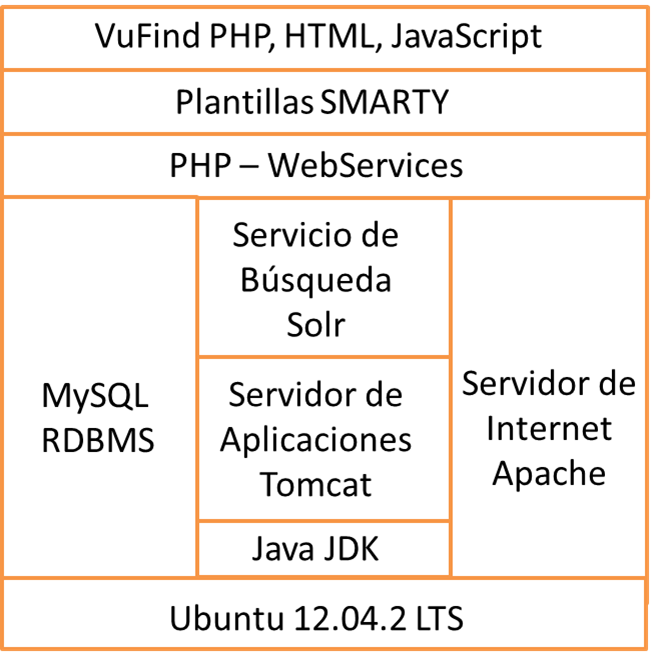 VuFind PHP, HTML, JavaScript
Plantillas SMARTY
PHP – WebServices
MySQL
RDBMS
Servicio de
Búsqueda
Solr
Servidor de
Aplicaciones
Tomcat
Java JDK
Servidor de
Internet
Apache
Ubuntu 12.04.2 LTS